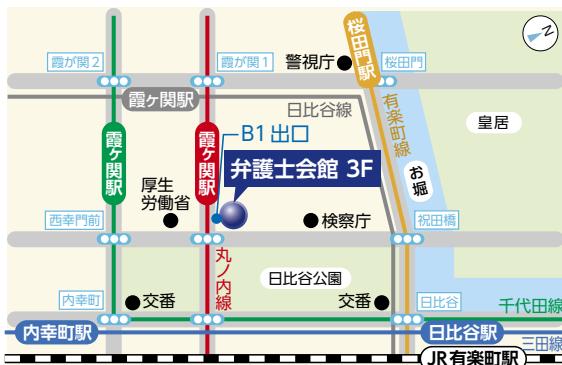 霞が関2
霞が関1
警視庁
桜田門駅
桜田門
N
霞ヶ関駅
日比谷線
有楽町線
皇居
霞ヶ関駅
霞ヶ関駅
B1 出口
弁護士会館 3F
お堀
厚生
労働省
西幸門前
検察庁
祝田橋
丸ノ内線
日比谷公園
内幸町
交番
交番
日比谷
千代田線
内幸町駅
日比谷駅
三田線
JR有楽町駅